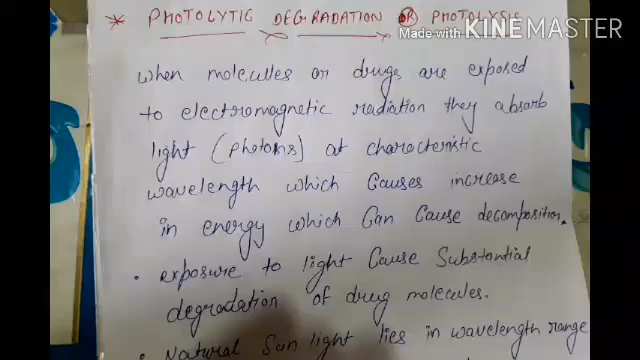 * PHOTOLYTIC DEGRADATION OR PHOTOLYSIS
Made with KINEMASTER
When molecules or drugs are exposed
to electromagnetic radiation they absorb
light (Photons) at characteristic
wavelength which Causes increase
in energy which Can Cause decomposition.
• exposure to light Cause Substantial
degradation of drug molecules.
• Natural Sun light lies in wavelength range